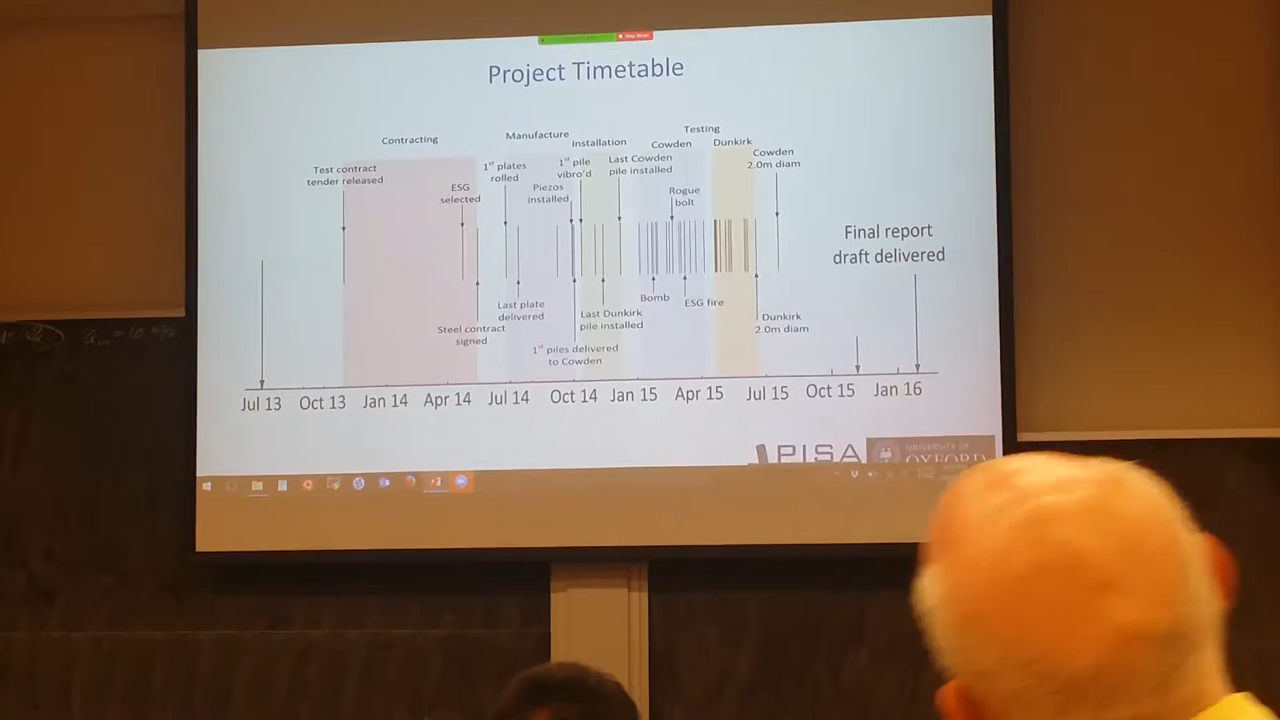 Project Timetable
Contracting
Manufacture
Installation
Testing
Cowden
Dunkirk
Test contract
tender released
ESG
selected
1st plates
rolled
Piezos
installed
1st pile
vibro'd
Last Cowden
pile installed
Rogue
bolt
Cowden
2.0m diam
Final report
draft delivered
Steel contract
signed
Last plate
delivered
1st piles delivered
to Cowden
Last Dunkirk
pile installed
Bomb
ESG fire
Dunkirk
2.0m diam
Jul 13 Oct 13 Jan 14 Apr 14 Jul 14 Oct 14 Jan 15 Apr 15 Jul 15 Oct 15 Jan 16
PISA
UNIVERSITY OF
OXFORD